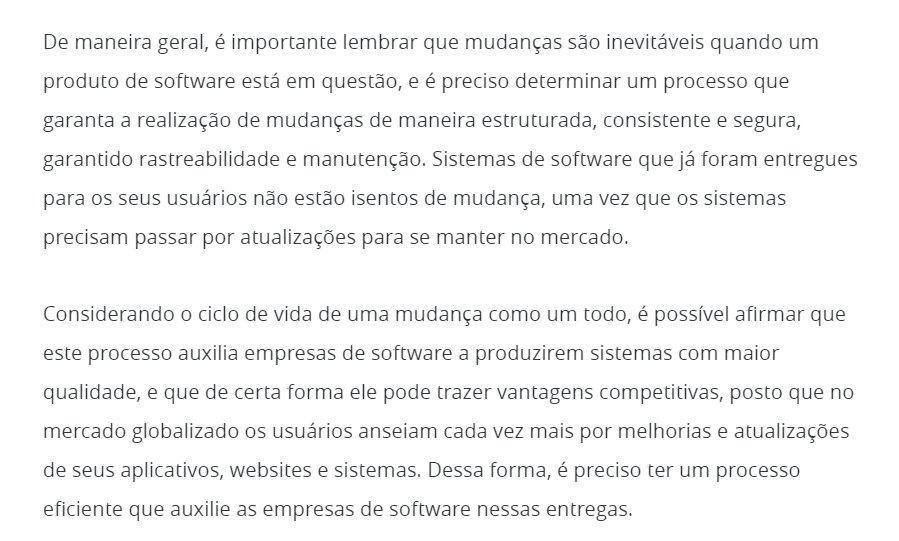 De maneira geral, é importante lembrar que mudanças são inevitáveis quando um
produto de software está em questão, e é preciso determinar um processo que
garanta a realização de mudanças de maneira estruturada, consistente e segura,
garantido rastreabilidade e manutenção. Sistemas de software que já foram entregues
para os seus usuários não estão isentos de mudança, uma vez que os sistemas
precisam passar por atualizações para se manter no mercado.
Considerando o ciclo de vida de uma mudança como um todo, é possível afirmar que
este processo auxilia empresas de software a produzirem sistemas com maior
qualidade, e que de certa forma ele pode trazer vantagens competitivas, posto que no
mercado globalizado os usuários anseiam cada vez mais por melhorias e atualizações
de seus aplicativos, websites e sistemas. Dessa forma, é preciso ter um processo
eficiente que auxilie as empresas de software nessas entregas.